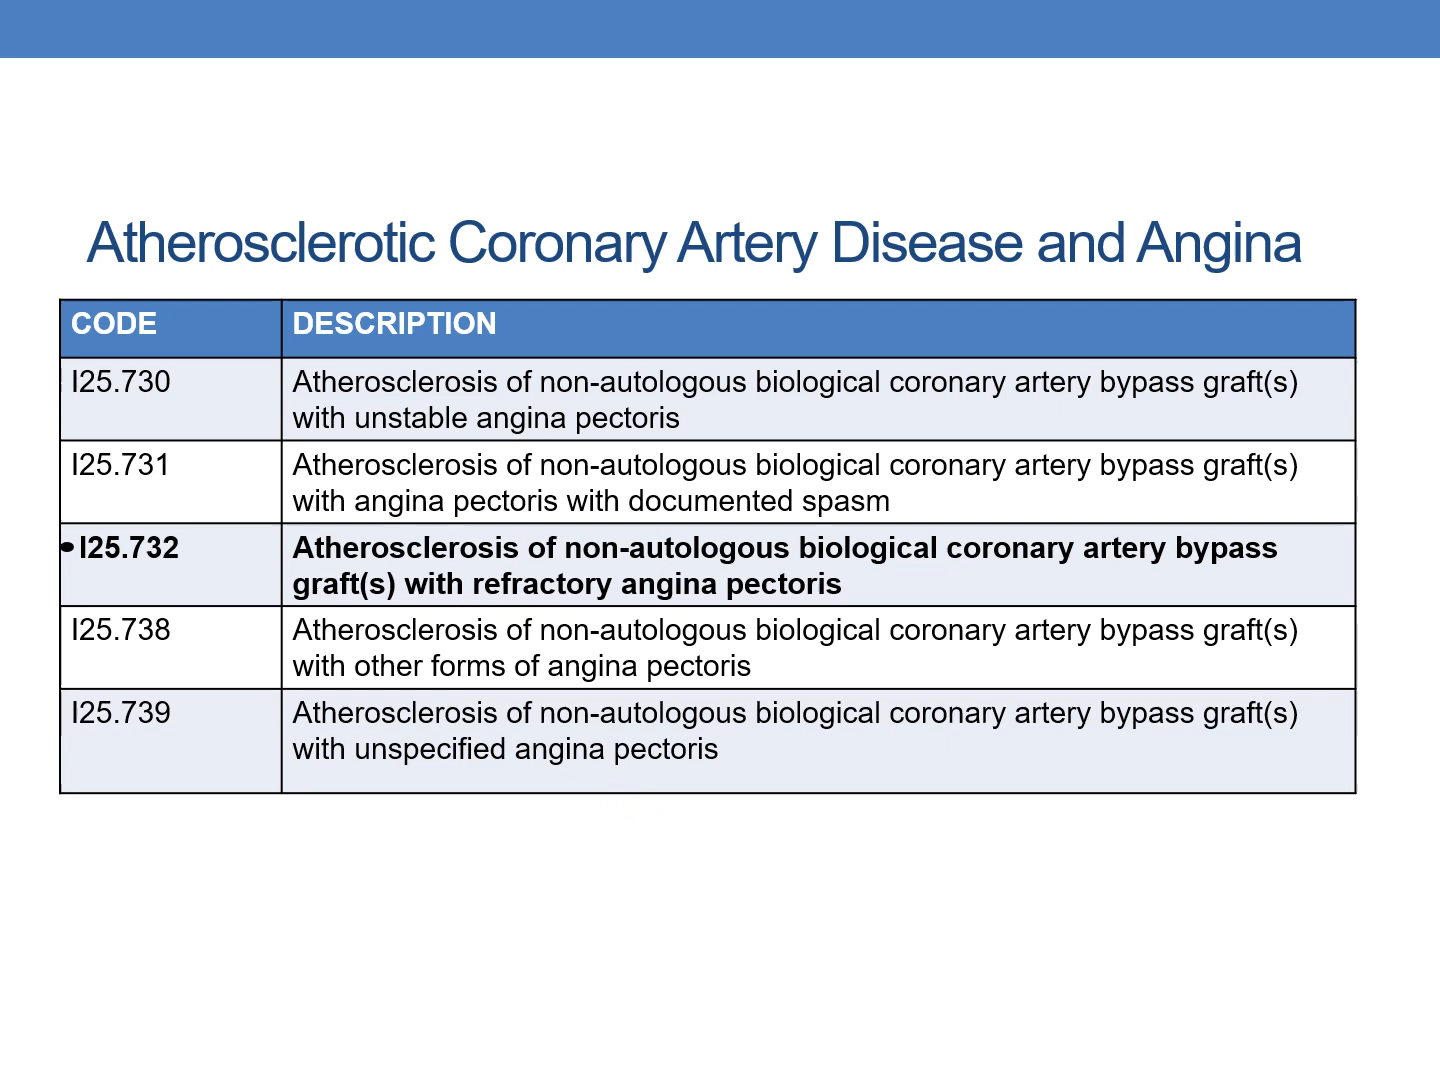 Atherosclerotic Coronary Artery Disease and Angina
CODE DESCRIPTION
I25.730 Atherosclerosis of non-autologous biological coronary artery bypass graft(s)
with unstable angina pectoris
I25.731 Atherosclerosis of non-autologous biological coronary artery bypass graft(s)
with angina pectoris with documented spasm
• I25.732 Atherosclerosis of non-autologous biological coronary artery bypass
graft(s) with refractory angina pectoris
I25.738 Atherosclerosis of non-autologous biological coronary artery bypass graft(s)
with other forms of angina pectoris
I25.739 Atherosclerosis of non-autologous biological coronary artery bypass graft(s)
with unspecified angina pectoris